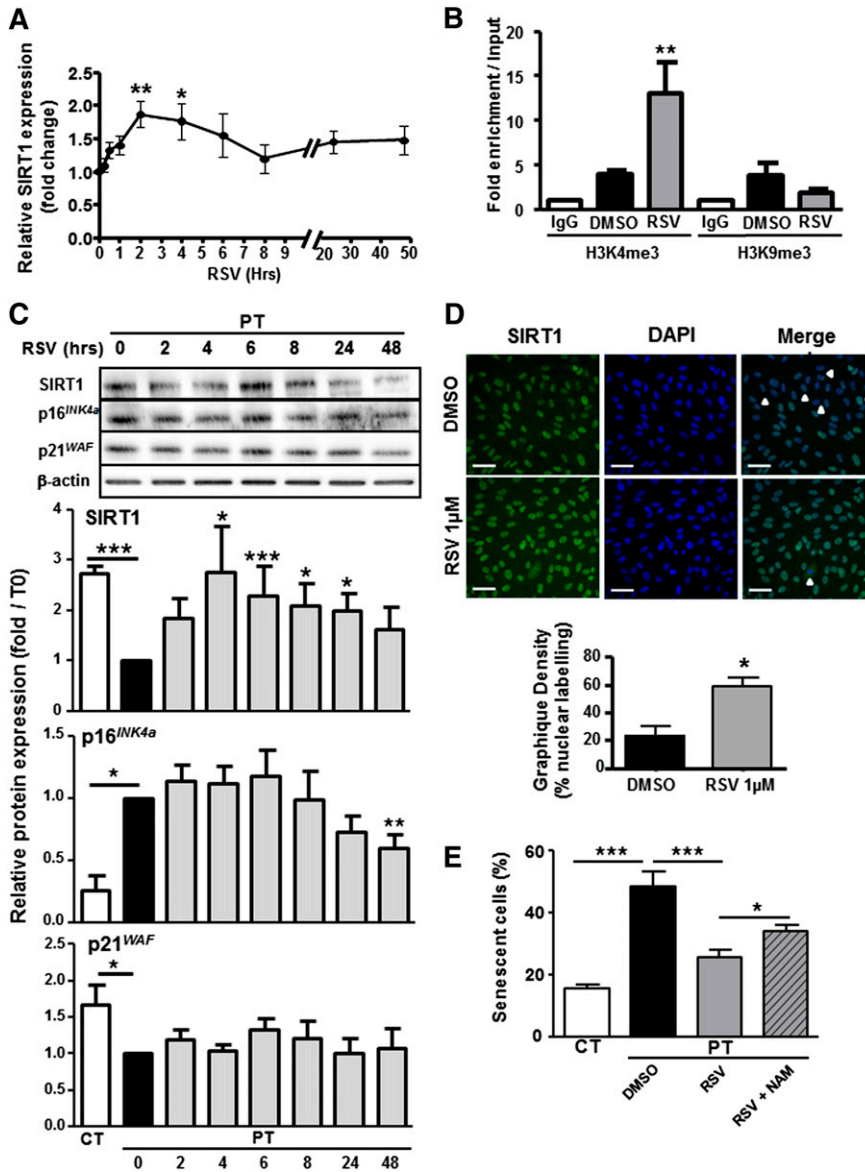 A
Relative SIRT1 expression
(fold change)
2.5
2.0
1.5
1.0
0.5
0.0
** *
0 1 2 3 4 5 6 7 8 9 20 30 40 50
RSV (Hrs)
B
Fold enrichment / Input
20
15
10
5
0
**
IgG DMSO RSV IgG DMSO RSV
H3K4me3 H3K9me3
C
PT
RSV (hrs) 0 2 4 6 8 24 48
SIRT1
p16INK4a
p21WAF
β-actin
Relative protein expression (fold / T0)
SIRT1
4
3
2
1
0
*** * *** * *
p16INK4a
1.5
1.0
0.5
0.0
* **
p21WAF
2.0
1.5
1.0
0.5
0.0
*
CT PT
0 2 4 6 8 24 48
D
SIRT1 DAPI Merge
DMSO
RSV 1µM
Graphique Density
(% nuclear labelling)
80
60
40
20
0
*
DMSO RSV 1µM
E
Senescent cells (%)
60
40
20
0
*** *** *
CT PT
DMSO RSV RSV + NAM